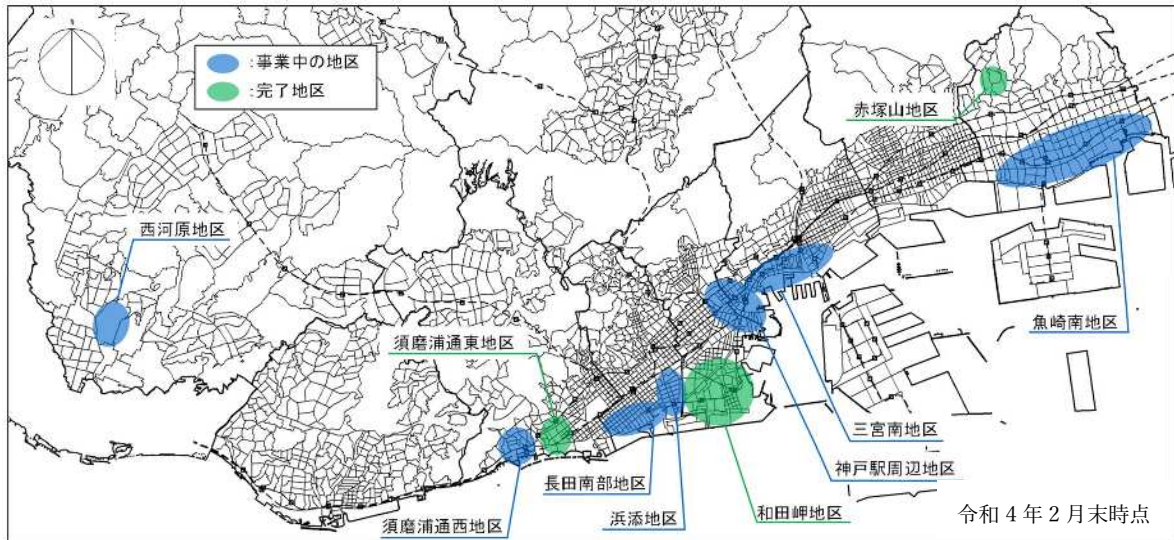 :事業中の地区
:完了地区
赤塚山地区
西河原地区
魚崎南地区
須磨浦通東地区
三宮南地区
神戸駅周辺地区
長田南部地区
須磨浦通西地区
浜添地区
和田岬地区
令和4年2月末時点